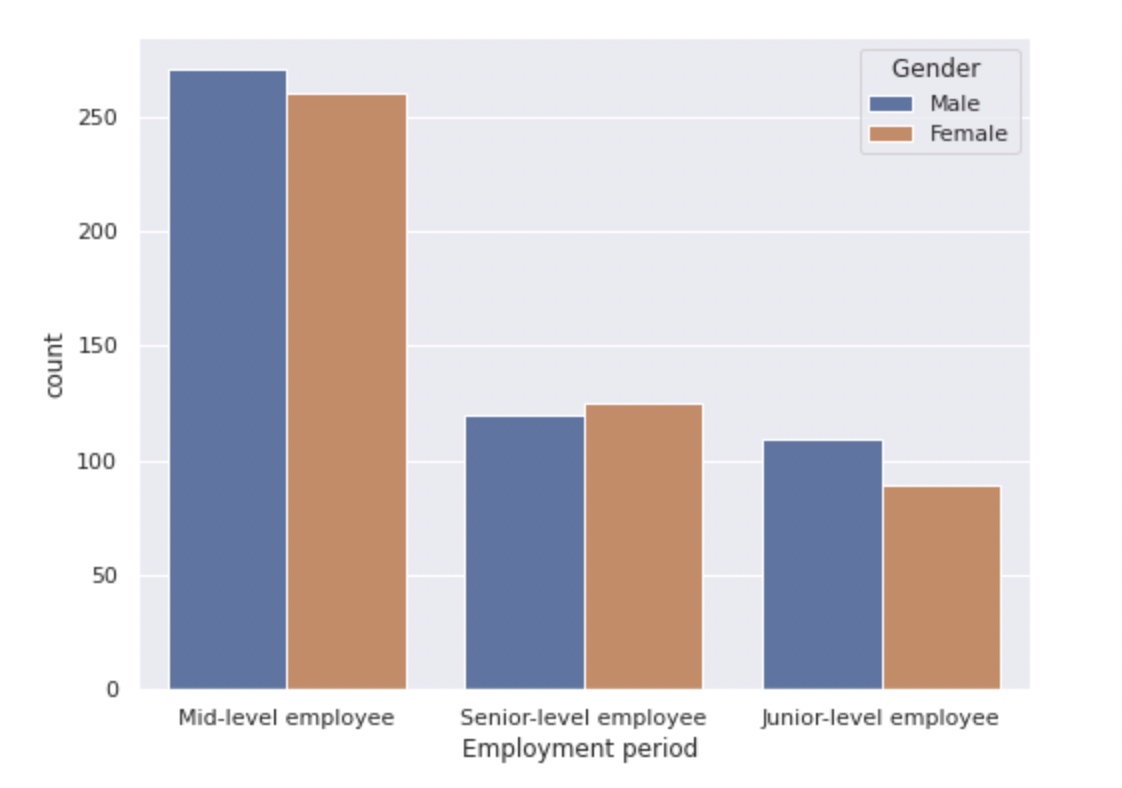 Gender
Male
Female
250
200
150
100
50
0
count
Mid-level employee
Senior-level employee
Junior-level employee
Employment period